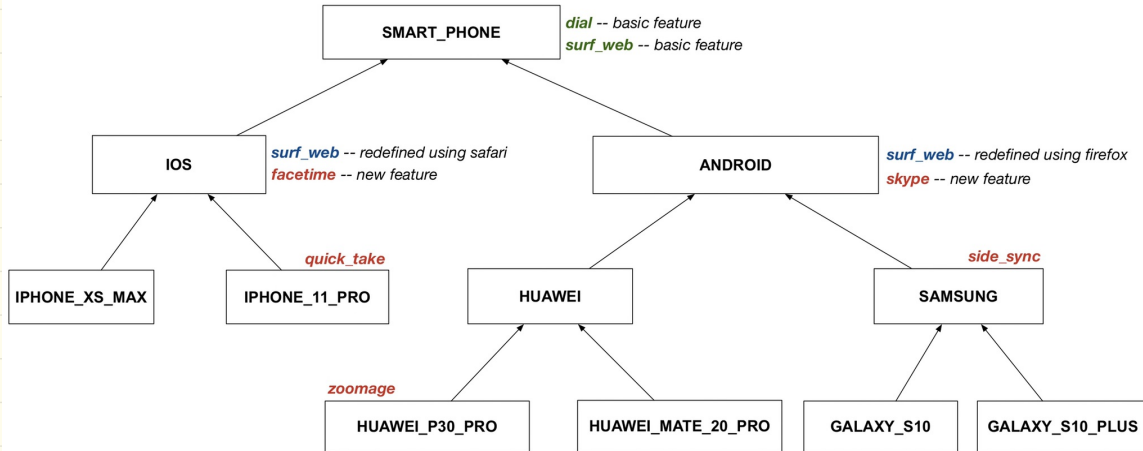 SMART_PHONE
dial -- basic feature
surf_web -- basic feature
IOS
surf_web -- redefined using safari
facetime -- new feature
ANDROID
surf_web -- redefined using firefox
skype -- new feature
quick_take
side_sync
IPHONE_XS_MAX
IPHONE_11_PRO
HUAWEI
SAMSUNG
zoomage
HUAWEI_P30_PRO
HUAWEI_MATE_20_PRO
GALAXY_S10
GALAXY_S10_PLUS